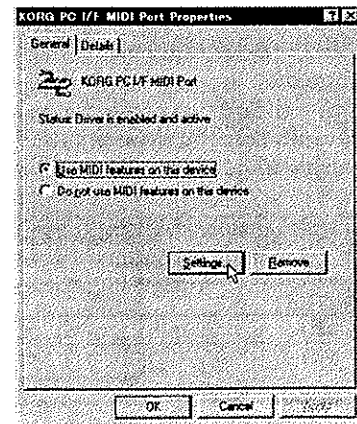 KORG PC I/F MIDI Port Properties
General Details
KORG PC I/F MIDI Port
Status: Driver is enabled and active
Use MIDI features on this device
Do not use MIDI features on this device
Settings Remove
OK Cancel